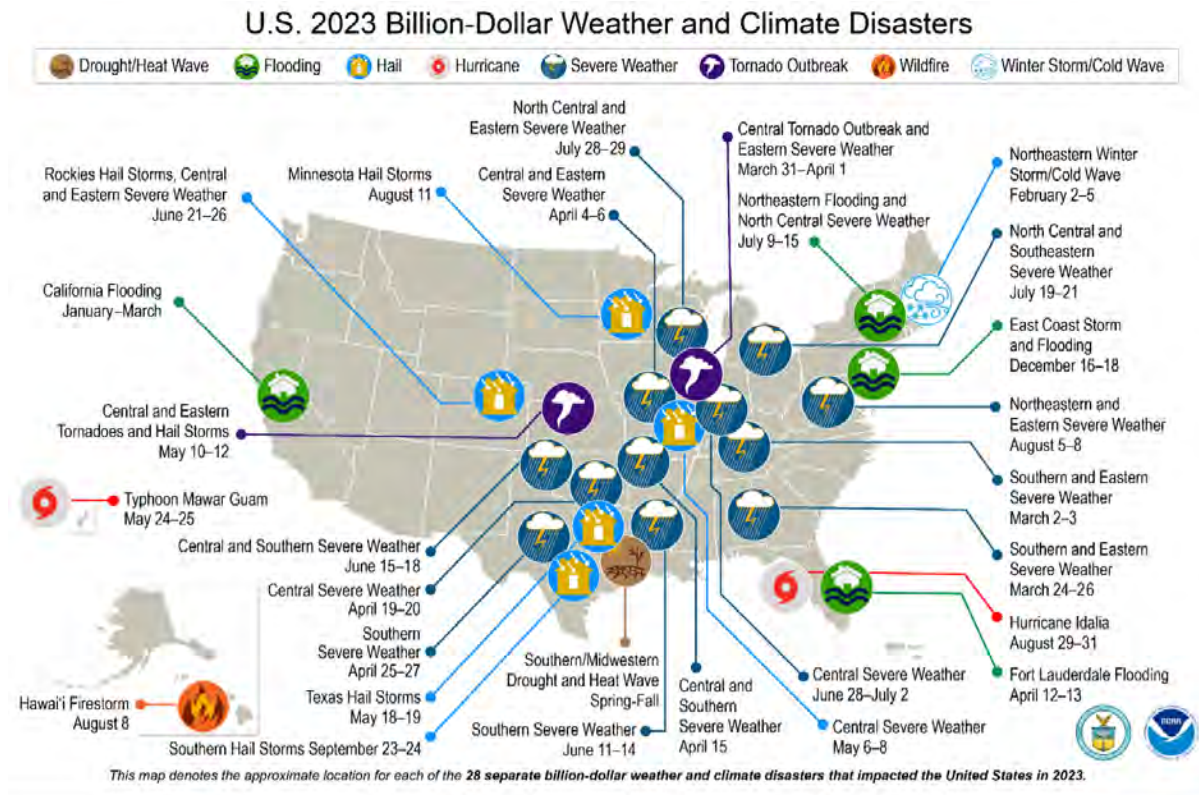 U.S. 2023 Billion-Dollar Weather and Climate Disasters
Drought/Heat Wave
Flooding
Hail
Hurricane
Severe Weather
Tornado Outbreak
Wildfire
Winter Storm/Cold Wave
North Central and
Eastern Severe Weather
July 28–29
Central Tornado Outbreak and
Eastern Severe Weather
March 31–April 1
Northeastern Winter
Storm/Cold Wave
February 2–5
Rockies Hail Storms, Central
and Eastern Severe Weather
June 21–26
Minnesota Hail Storms
August 11
Central and Eastern
Severe Weather
April 4–6
Northeastern Flooding and
North Central Severe Weather
July 9–15
North Central and
Southeastern
Severe Weather
July 19–21
California Flooding
January–March
East Coast Storm
and Flooding
December 16–18
Central and Eastern
Tornadoes and Hail Storms
May 10–12
Northeastern and
Eastern Severe Weather
August 5–8
Typhoon Mawar Guam
May 24–25
Southern and Eastern
Severe Weather
March 2–3
Central and Southern Severe Weather
June 15–18
Southern and Eastern
Severe Weather
March 24–26
Central Severe Weather
April 19–20
Hurricane Idalia
August 29–31
Southern
Severe Weather
April 25–27
Southern/Midwestern
Drought and Heat Wave
Spring-Fall
Central and
Southern
Severe Weather
April 15
Central Severe Weather
June 28–July 2
Fort Lauderdale Flooding
April 12–13
Hawai'i Firestorm
August 8
Texas Hail Storms
May 18–19
Southern Severe Weather
June 11–14
Central Severe Weather
May 6–8
Southern Hail Storms September 23–24
NOAA
This map denotes the approximate location for each of the 28 separate billion-dollar weather and climate disasters that impacted the United States in 2023.